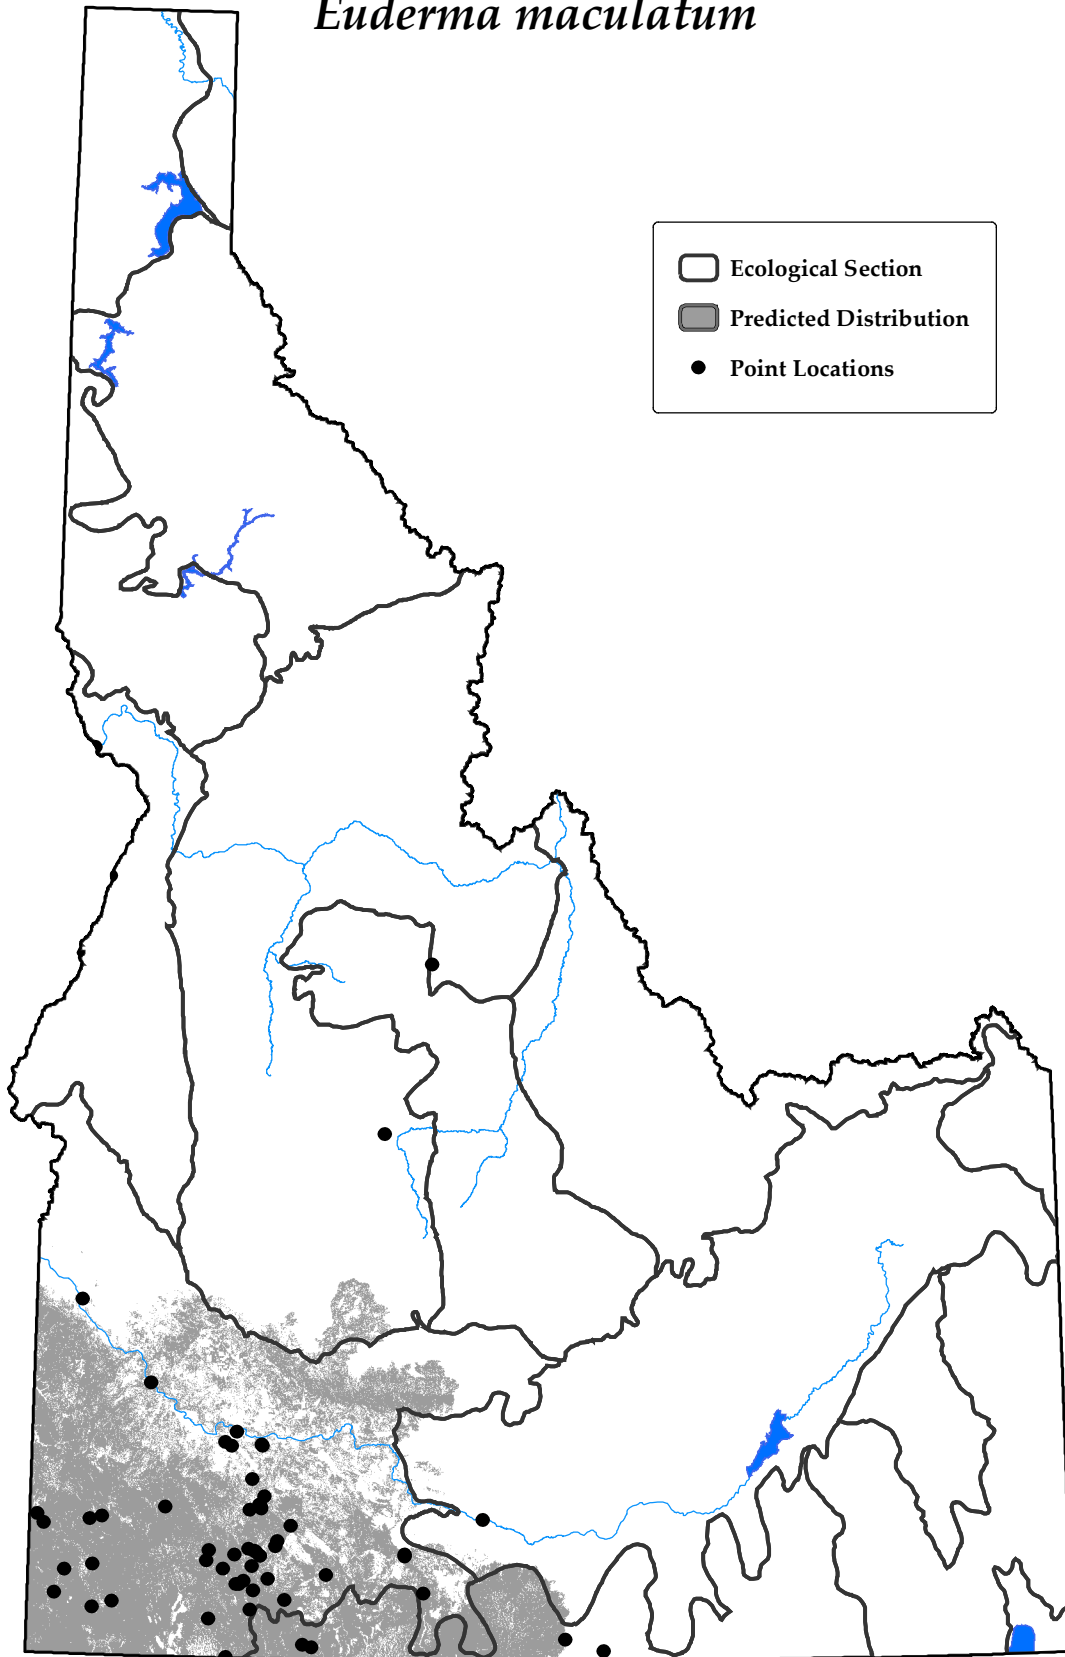 Euderma maculatum
Ecological Section
Predicted Distribution
Point Locations